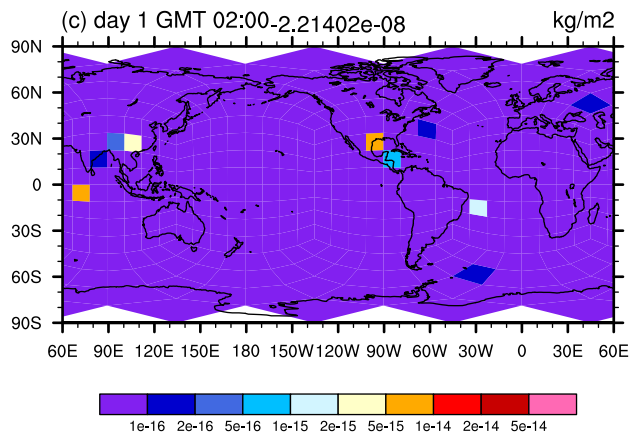 (c) day 1 GMT 02:00-2.21402e-08 kg/m2
90N
60N
30N
0
30S
60S
90S
60E 90E 120E 150E 180 150W 120W 90W 60W 30W 0 30E 60E
1e-16 2e-16 5e-16 1e-15 2e-15 5e-15 1e-14 2e-14 5e-14